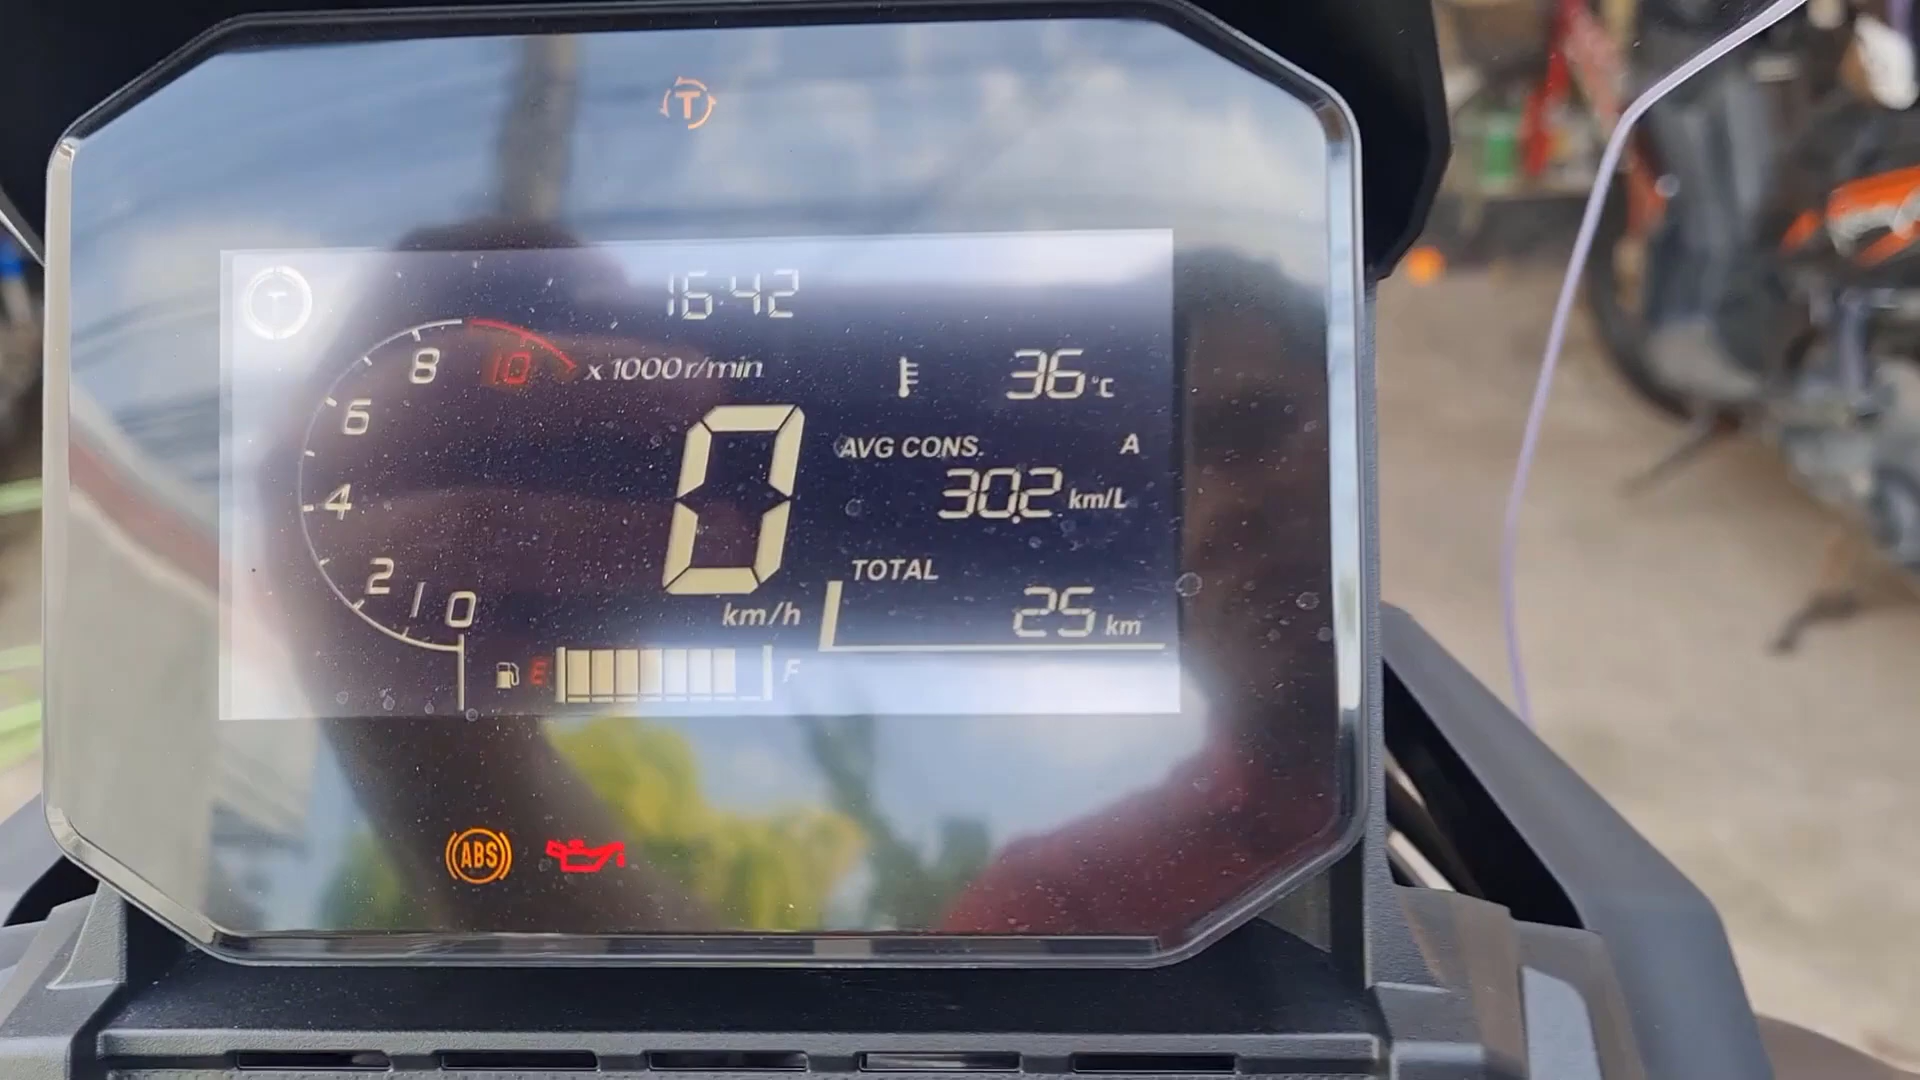 T
T
16:42
8 10 x 1000 r/min
36 °C
6
AVG CONS. A
0
30.2 km/L
4
TOTAL
2 1 0
km/h
25 km
E F
ABS